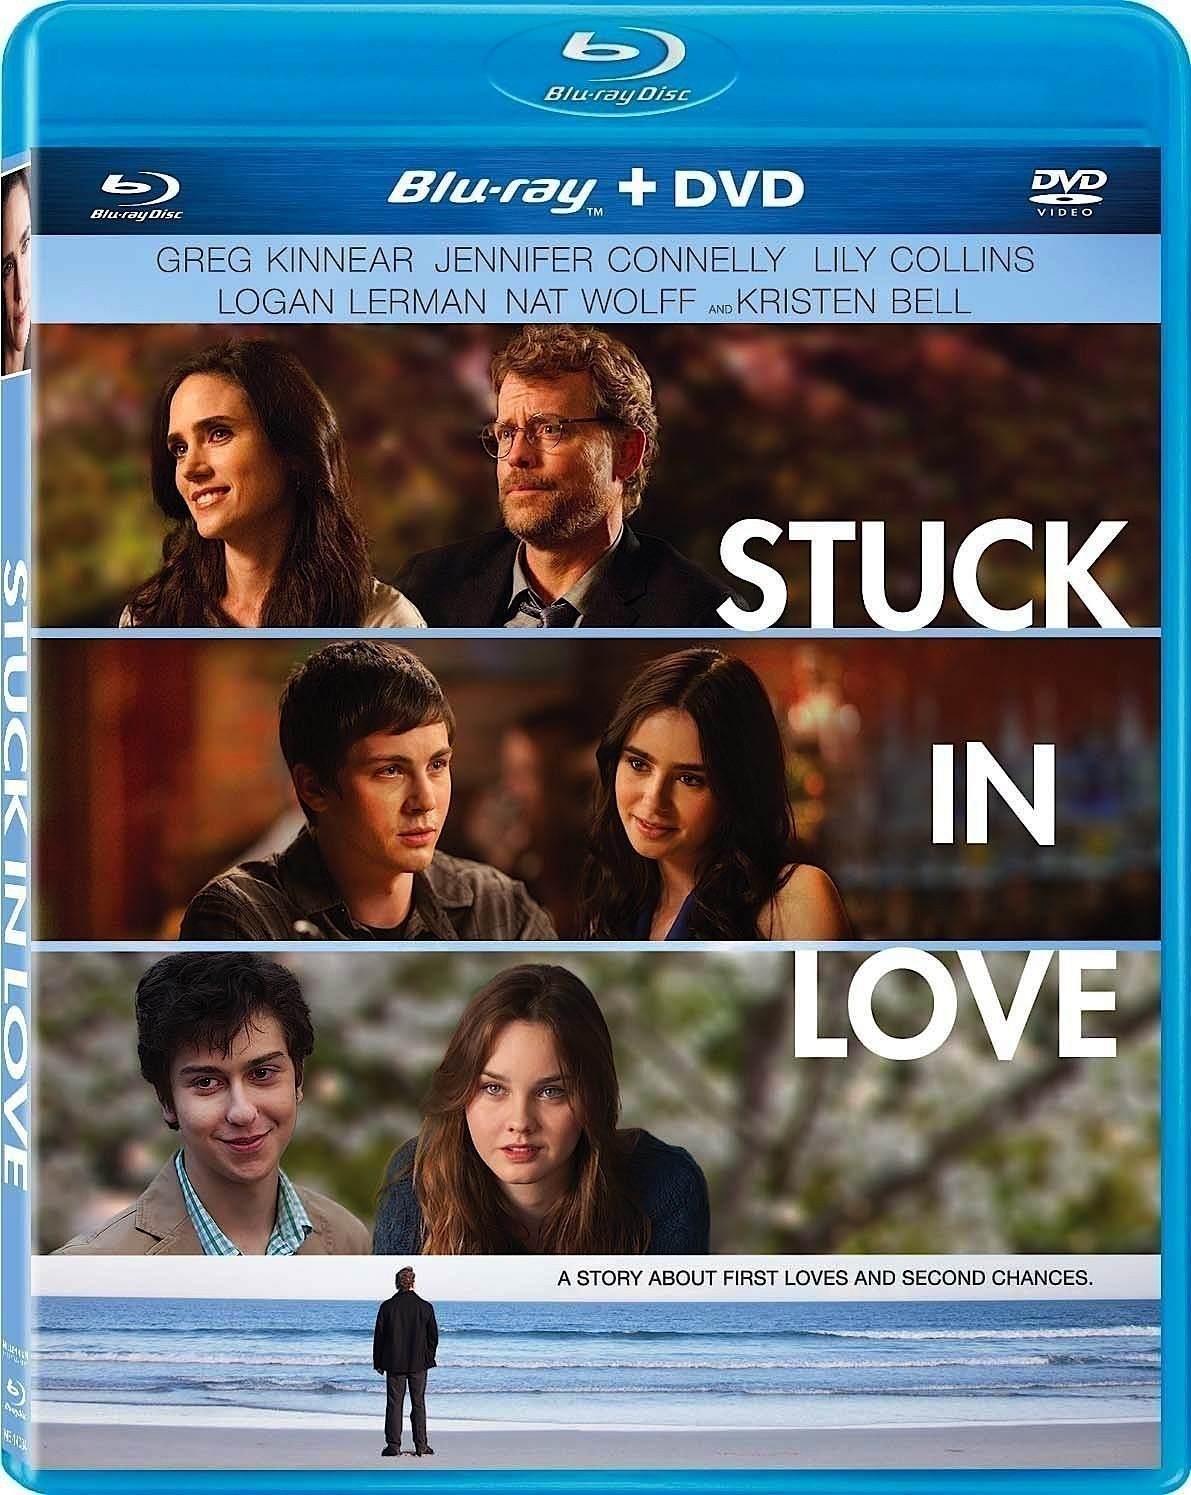 Blu-ray Disc
Blu-ray Disc
Blu-ray™ + DVD
DVD
VIDEO
GREG KINNEAR JENNIFER CONNELLY LILY COLLINS
LOGAN LERMAN NAT WOLFF AND KRISTEN BELL
STUCK
IN
LOVE
A STORY ABOUT FIRST LOVES AND SECOND CHANCES.
STUCK IN LOVE